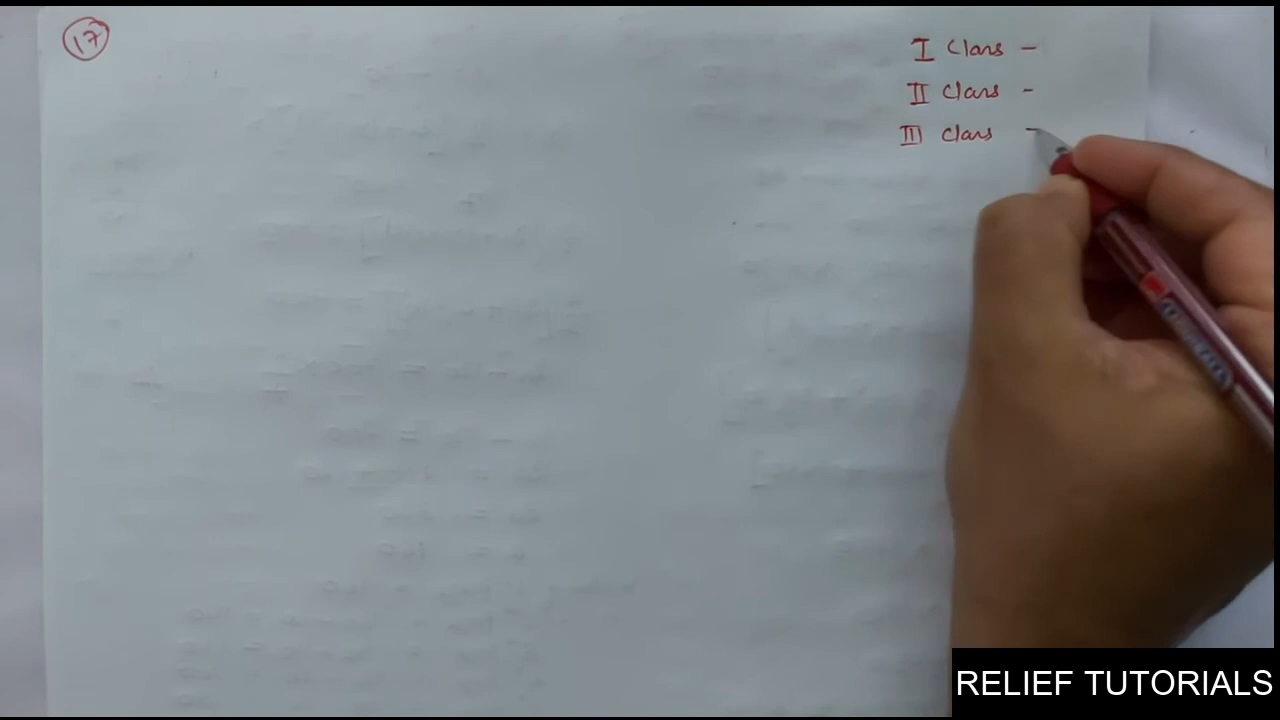 17
I Class -
II Class -
III Class -
RELIEF TUTORIALS